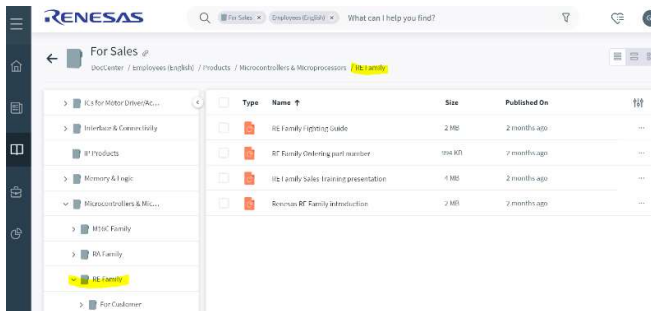 RENESAS
For Sales × Employees (English) × What can I help you find?
For Sales
DocCenter / Employees (English) / Products / Microcontrollers & Microprocessors / RE Family
ICs for Motor Driver/Ac...
Type Name ↑ Size Published On
Interface & Connectivity
RE Family Fighting Guide 2 MB 2 months ago
IP Products
RE Family Ordering part number 994 KB 2 months ago
Memory & Logic
RE Family Sales Training presentation 4 MB 2 months ago
Microcontrollers & Mic...
Renesas RE Family introduction 2 MB 2 months ago
M16C Family
RA Family
RE Family
For Customer